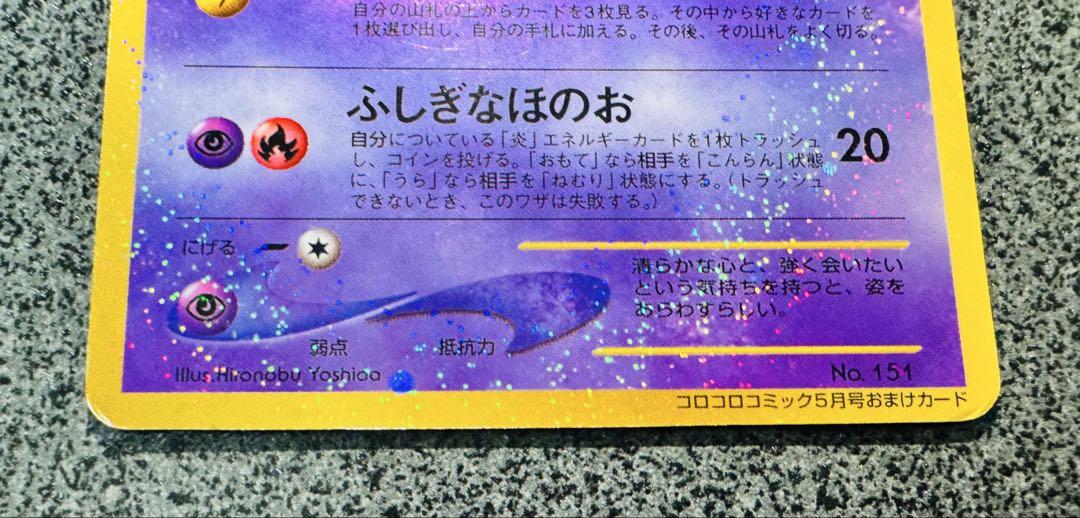 自分の山札の上からカードを3枚見る。その中から好きなカードを
1枚選び出し、自分の手札に加える。その後、その山札をよく切る。
ふしぎなほのお
自分についている「炎」エネルギーカードを1枚トラッシュ
し、コインを投げる。「おもて」なら相手を「こんらん」状態
に、「うら」なら相手を「ねむり」状態にする。(トラッシュ
できないとき、このワザは失敗する。)
20
にげる
清らかな心と、強く会いたい
という気持ちを持つと、姿を
あらわすらしい。
弱点
抵抗力
Illus. Hironobu Yoshida
No. 151
コロコロコミック5月号おまけカード